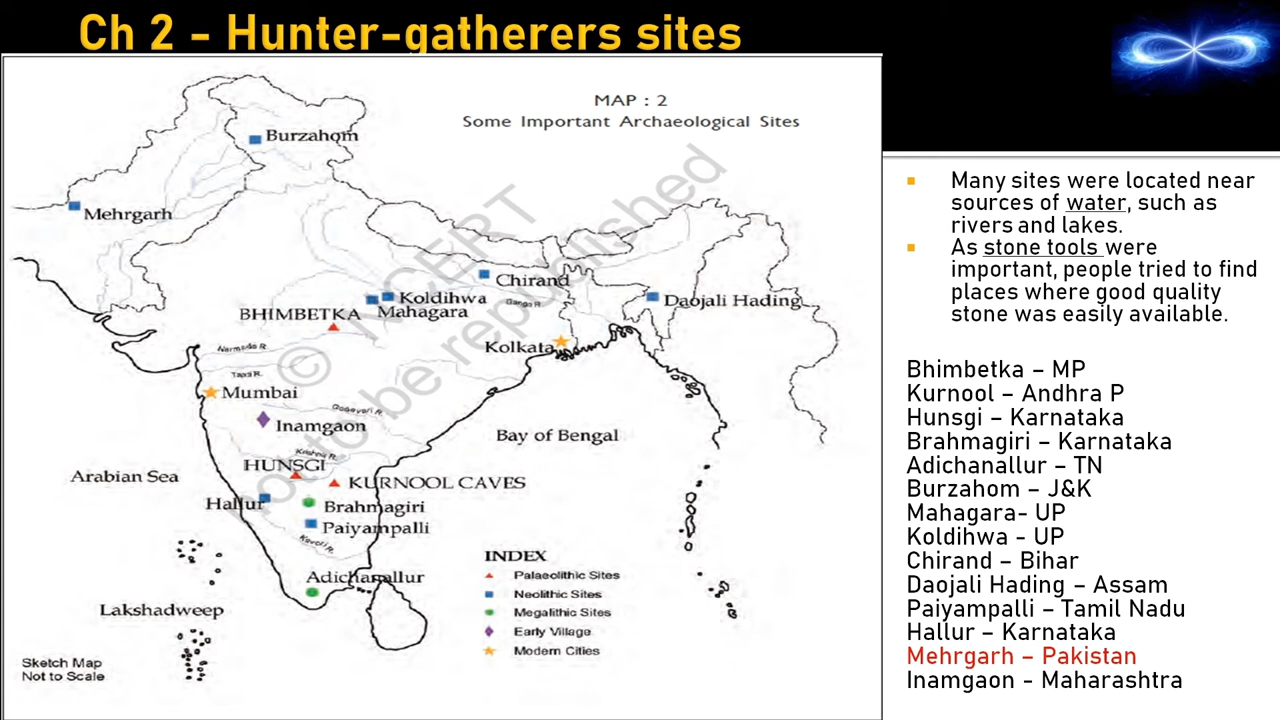 Ch 2 - Hunter-gatherers sites
MAP : 2
Some Important Archaeological Sites
Burzahom
Mehrgarh
Chirand
Koldihwa
Mahagara
Daojali Hading
BHIMBETKA
Ganga R.
Kolkata
Narmada R.
Tapi R.
Mumbai
Godavari R.
Inamgaon
Bay of Bengal
Krishna R.
HUNSGI
Arabian Sea
KURNOOL CAVES
Hallur
Brahmagiri
Paiyampalli
Kaveri R.
Adichanallur
Lakshadweep
INDEX
Palaeolithic Sites
Neolithic Sites
Megalithic Sites
Early Village
Modern Cities
Sketch Map
Not to Scale
© NCERT
not to be republished
Many sites were located near
sources of water, such as
rivers and lakes.
As stone tools were
important, people tried to find
places where good quality
stone was easily available.
Bhimbetka – MP
Kurnool – Andhra P
Hunsgi – Karnataka
Brahmagiri – Karnataka
Adichanallur – TN
Burzahom – J&K
Mahagara- UP
Koldihwa - UP
Chirand – Bihar
Daojali Hading – Assam
Paiyampalli – Tamil Nadu
Hallur – Karnataka
Mehrgarh – Pakistan
Inamgaon - Maharashtra